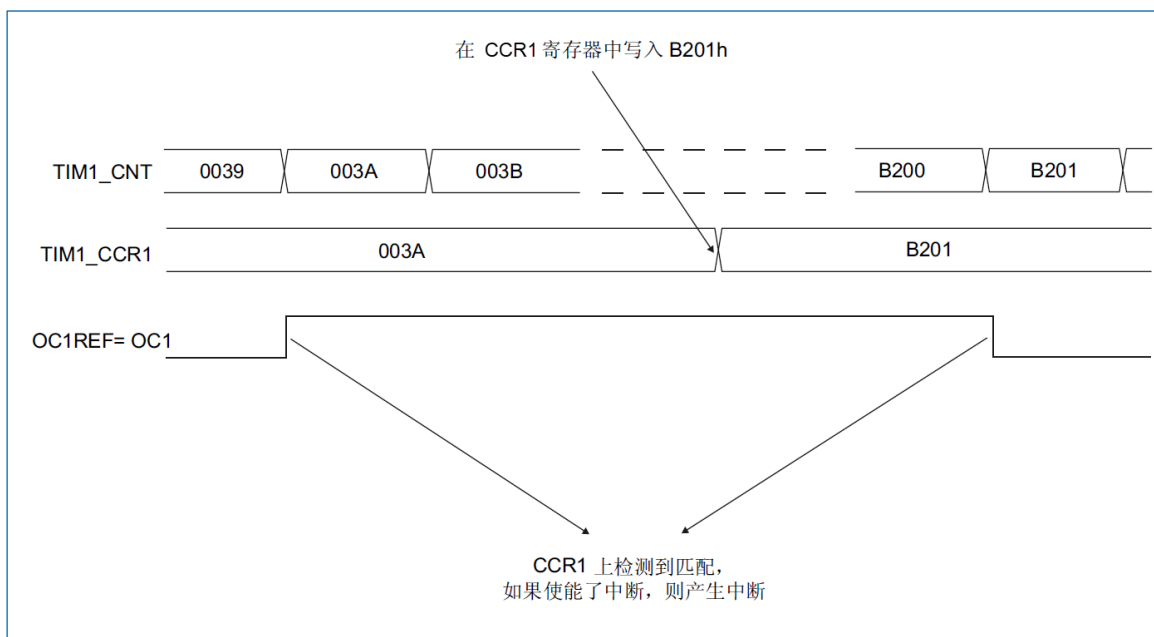 在 CCR1 寄存器中写入 B201h
TIM1_CNT 0039 003A 003B B200 B201
TIM1_CCR1 003A B201
OC1REF= OC1
CCR1 上检测到匹配，
如果使能了中断，则产生中断